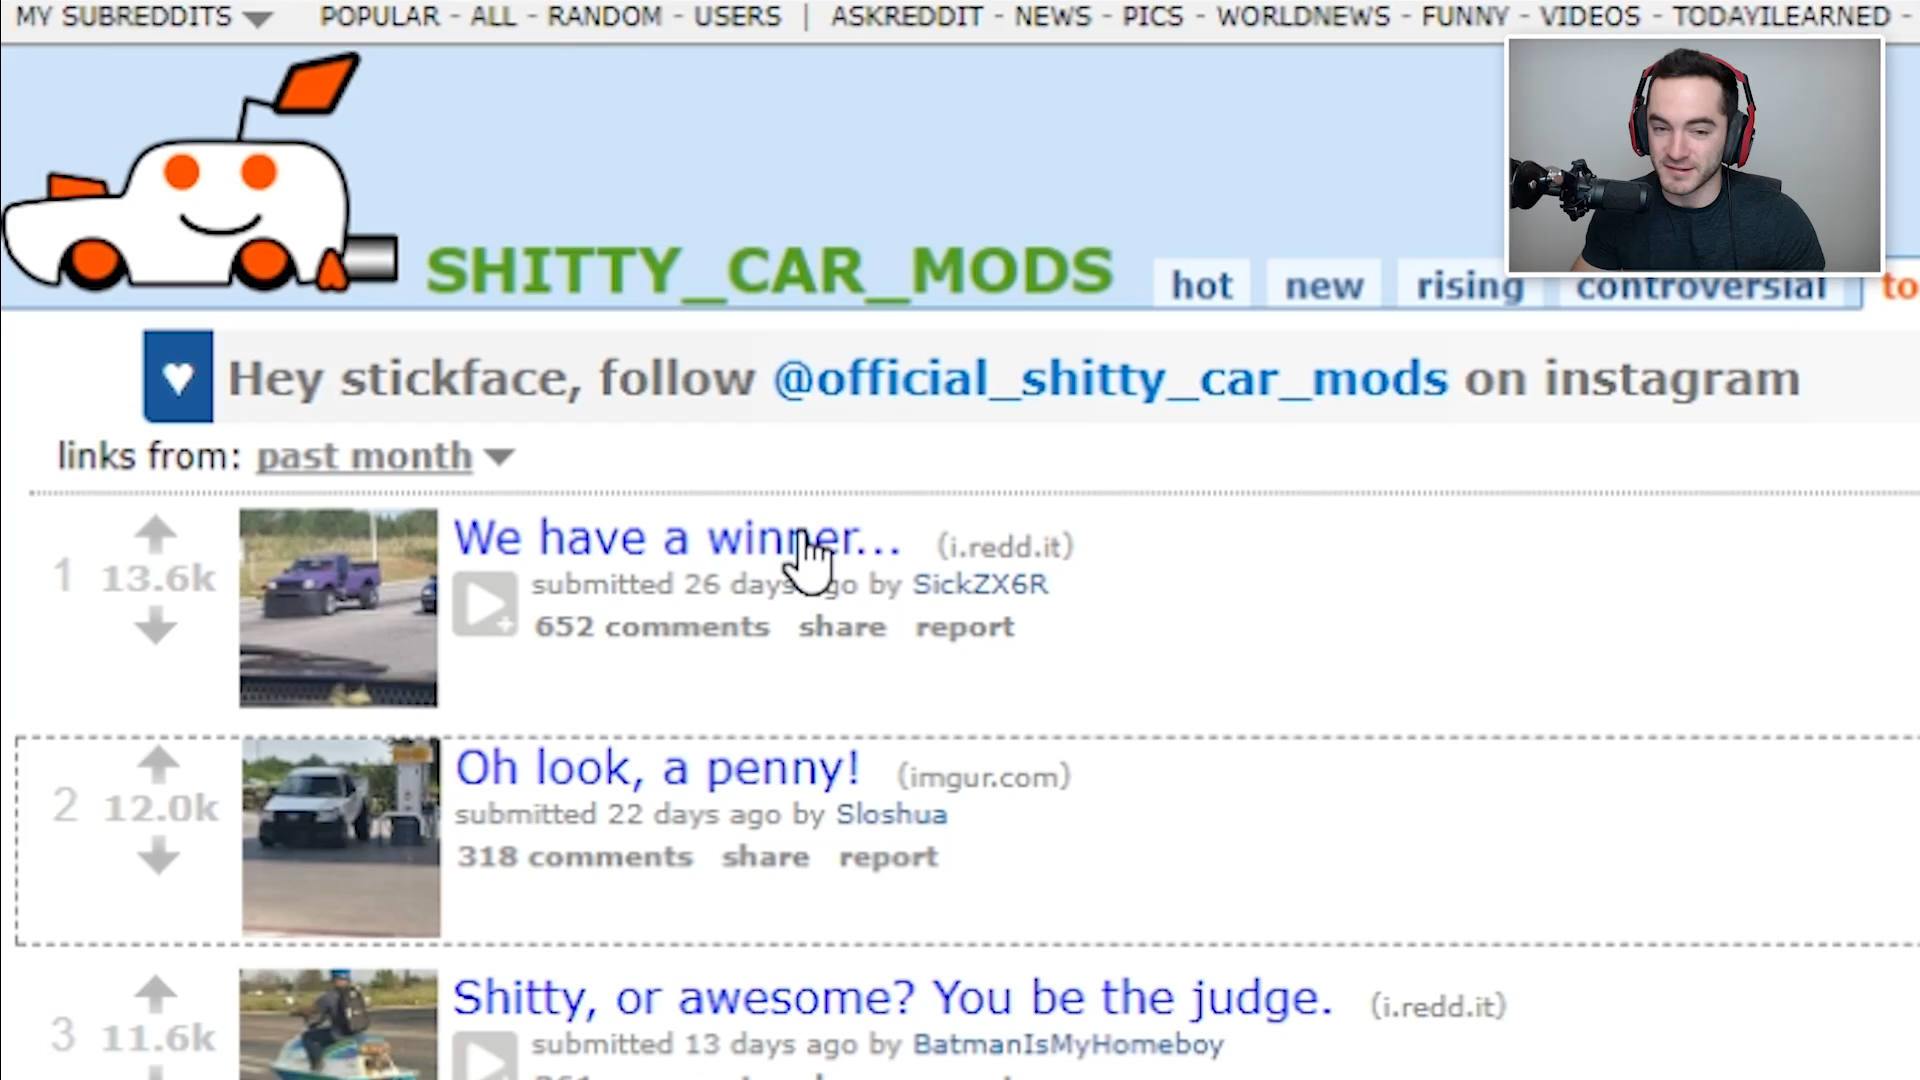 MY SUBREDDITS POPULAR - ALL - RANDOM - USERS | ASKREDDIT - NEWS - PICS - WORLDNEWS - FUNNY - VIDEOS - TODAYILEARNED -
SHITTY_CAR_MODS hot new rising controversial to
Hey stickface, follow @official_shitty_car_mods on instagram
links from: past month
1 13.6k
We have a winner... (i.redd.it)
submitted 26 days ago by SickZX6R
652 comments share report
2 12.0k
Oh look, a penny! (imgur.com)
submitted 22 days ago by Sloshua
318 comments share report
3 11.6k
Shitty, or awesome? You be the judge. (i.redd.it)
submitted 13 days ago by BatmanIsMyHomeboy